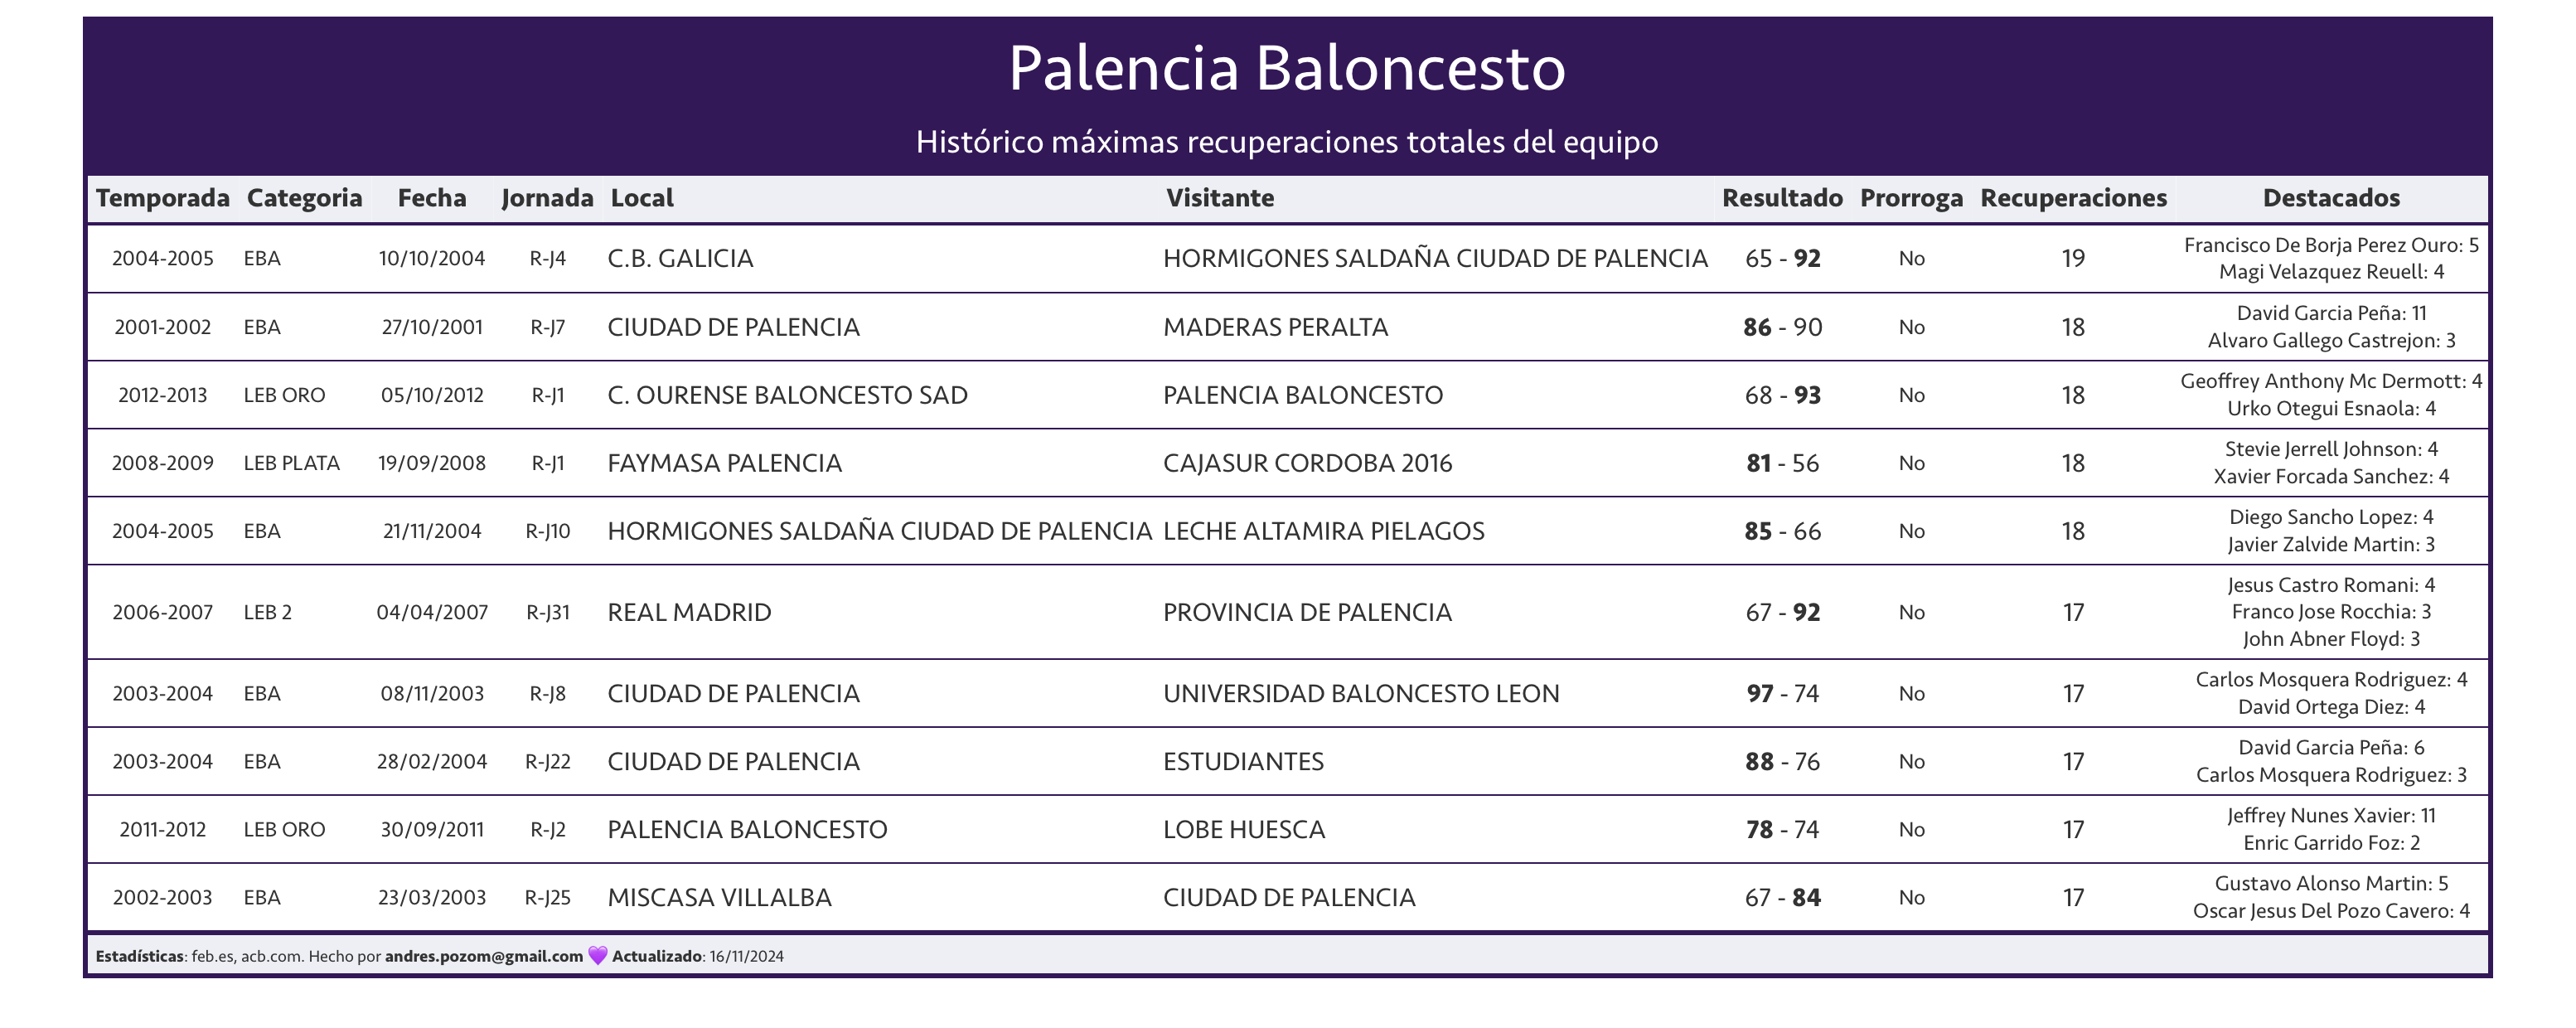 Palencia Baloncesto
Histórico máximas recuperaciones totales del equipo
Temporada Categoria Fecha Jornada Local Visitante Resultado Prorroga Recuperaciones Destacados
2004-2005 EBA 10/10/2004 R-J4 C.B. GALICIA HORMIGONES SALDAÑA CIUDAD DE PALENCIA 65 - 92 No 19 Francisco De Borja Perez Ouro: 5
Magi Velazquez Reuell: 4
2001-2002 EBA 27/10/2001 R-J7 CIUDAD DE PALENCIA MADERAS PERALTA 86 - 90 No 18 David Garcia Peña: 11
Alvaro Gallego Castrejon: 3
2012-2013 LEB ORO 05/10/2012 R-J1 C. OURENSE BALONCESTO SAD PALENCIA BALONCESTO 68 - 93 No 18 Geoffrey Anthony Mc Dermott: 4
Urko Otegui Esnaola: 4
2008-2009 LEB PLATA 19/09/2008 R-J1 FAYMASA PALENCIA CAJASUR CORDOBA 2016 81 - 56 No 18 Stevie Jerrell Johnson: 4
Xavier Forcada Sanchez: 4
2004-2005 EBA 21/11/2004 R-J10 HORMIGONES SALDAÑA CIUDAD DE PALENCIA LECHE ALTAMIRA PIELAGOS 85 - 66 No 18 Diego Sancho Lopez: 4
Javier Zalvide Martin: 3
2006-2007 LEB 2 04/04/2007 R-J31 REAL MADRID PROVINCIA DE PALENCIA 67 - 92 No 17 Jesus Castro Romani: 4
Franco Jose Rocchia: 3
John Abner Floyd: 3
2003-2004 EBA 08/11/2003 R-J8 CIUDAD DE PALENCIA UNIVERSIDAD BALONCESTO LEON 97 - 74 No 17 Carlos Mosquera Rodriguez: 4
David Ortega Diez: 4
2003-2004 EBA 28/02/2004 R-J22 CIUDAD DE PALENCIA ESTUDIANTES 88 - 76 No 17 David Garcia Peña: 6
Carlos Mosquera Rodriguez: 3
2011-2012 LEB ORO 30/09/2011 R-J2 PALENCIA BALONCESTO LOBE HUESCA 78 - 74 No 17 Jeffrey Nunes Xavier: 11
Enric Garrido Foz: 2
2002-2003 EBA 23/03/2003 R-J25 MISCASA VILLALBA CIUDAD DE PALENCIA 67 - 84 No 17 Gustavo Alonso Martin: 5
Oscar Jesus Del Pozo Cavero: 4
Estadísticas: feb.es, acb.com. Hecho por andres.pozom@gmail.com 💜 Actualizado: 16/11/2024